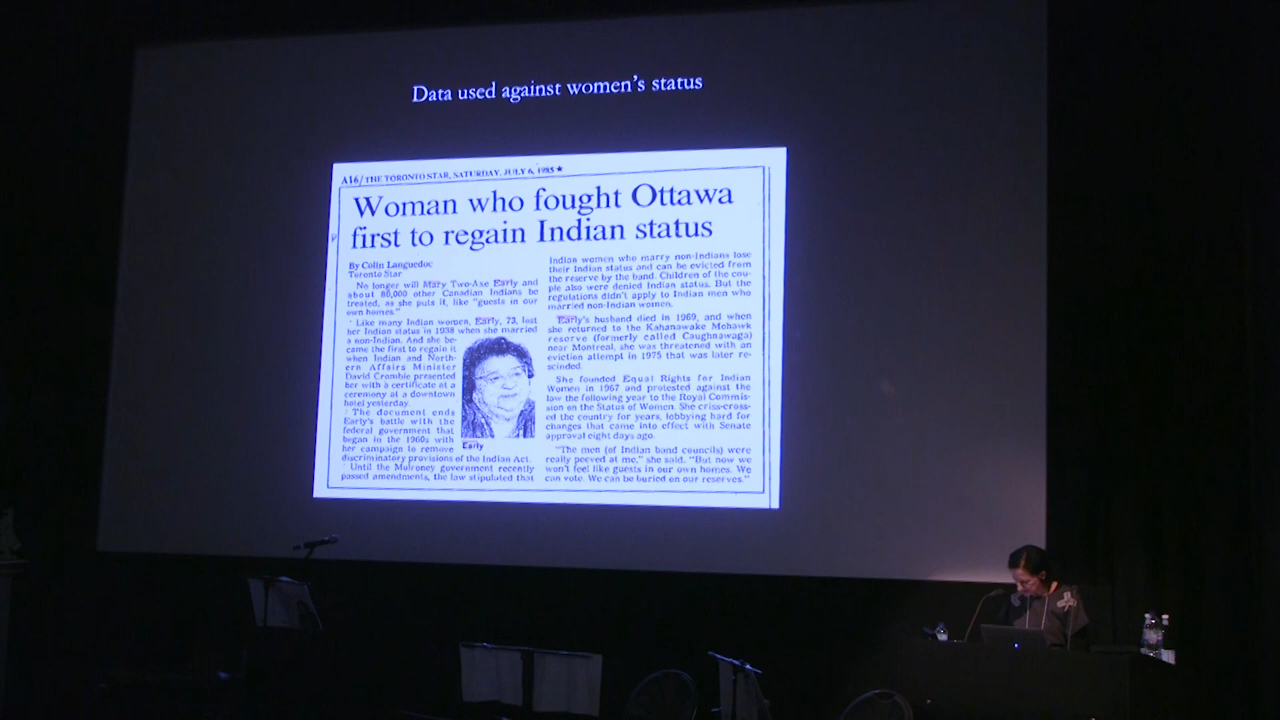 Data used against women's status
A16/THE TORONTO STAR, SATURDAY, JULY 6, 1985 ★
Woman who fought Ottawa
first to regain Indian status
By Colin Languedoc
Toronto Star
No longer will Mary Two-Axe Early and
about 80,000 other Canadian Indians be
treated, as she puts it, like "guests in our
own homes."
Like many Indian women, Early, 73, lost
her Indian status in 1938 when she married
a non-Indian. And she be-
came the first to regain it
when Indian and North-
ern Affairs Minister
David Crombie presented
her with a certificate at a
ceremony at a downtown
hotel yesterday.
The document ends
Early's battle with the
federal government that
began in the 1960s with
her campaign to remove
discriminatory provisions of the Indian Act.
Until the Mulroney government recently
passed amendments, the law stipulated that
Early
Indian women who marry non-Indians lose
their Indian status and can be evicted from
the reserve by the band. Children of the cou-
ple also were denied Indian status. But the
regulations didn't apply to Indian men who
married non-Indian women.
Early's husband died in 1969, and when
she returned to the Kahanawake Mohawk
reserve (formerly called Caughnawaga)
near Montreal, she was threatened with an
eviction attempt in 1975 that was later re-
scinded.
She founded Equal Rights for Indian
Women in 1967 and protested against the
law the following year to the Royal Commis-
sion on the Status of Women. She criss-cross-
ed the country for years, lobbying hard for
changes that came into effect with Senate
approval eight days ago.
"The men (of Indian band councils) were
really peeved at me," she said. "But now we
won't feel like guests in our own homes. We
can vote. We can be buried on our reserves."